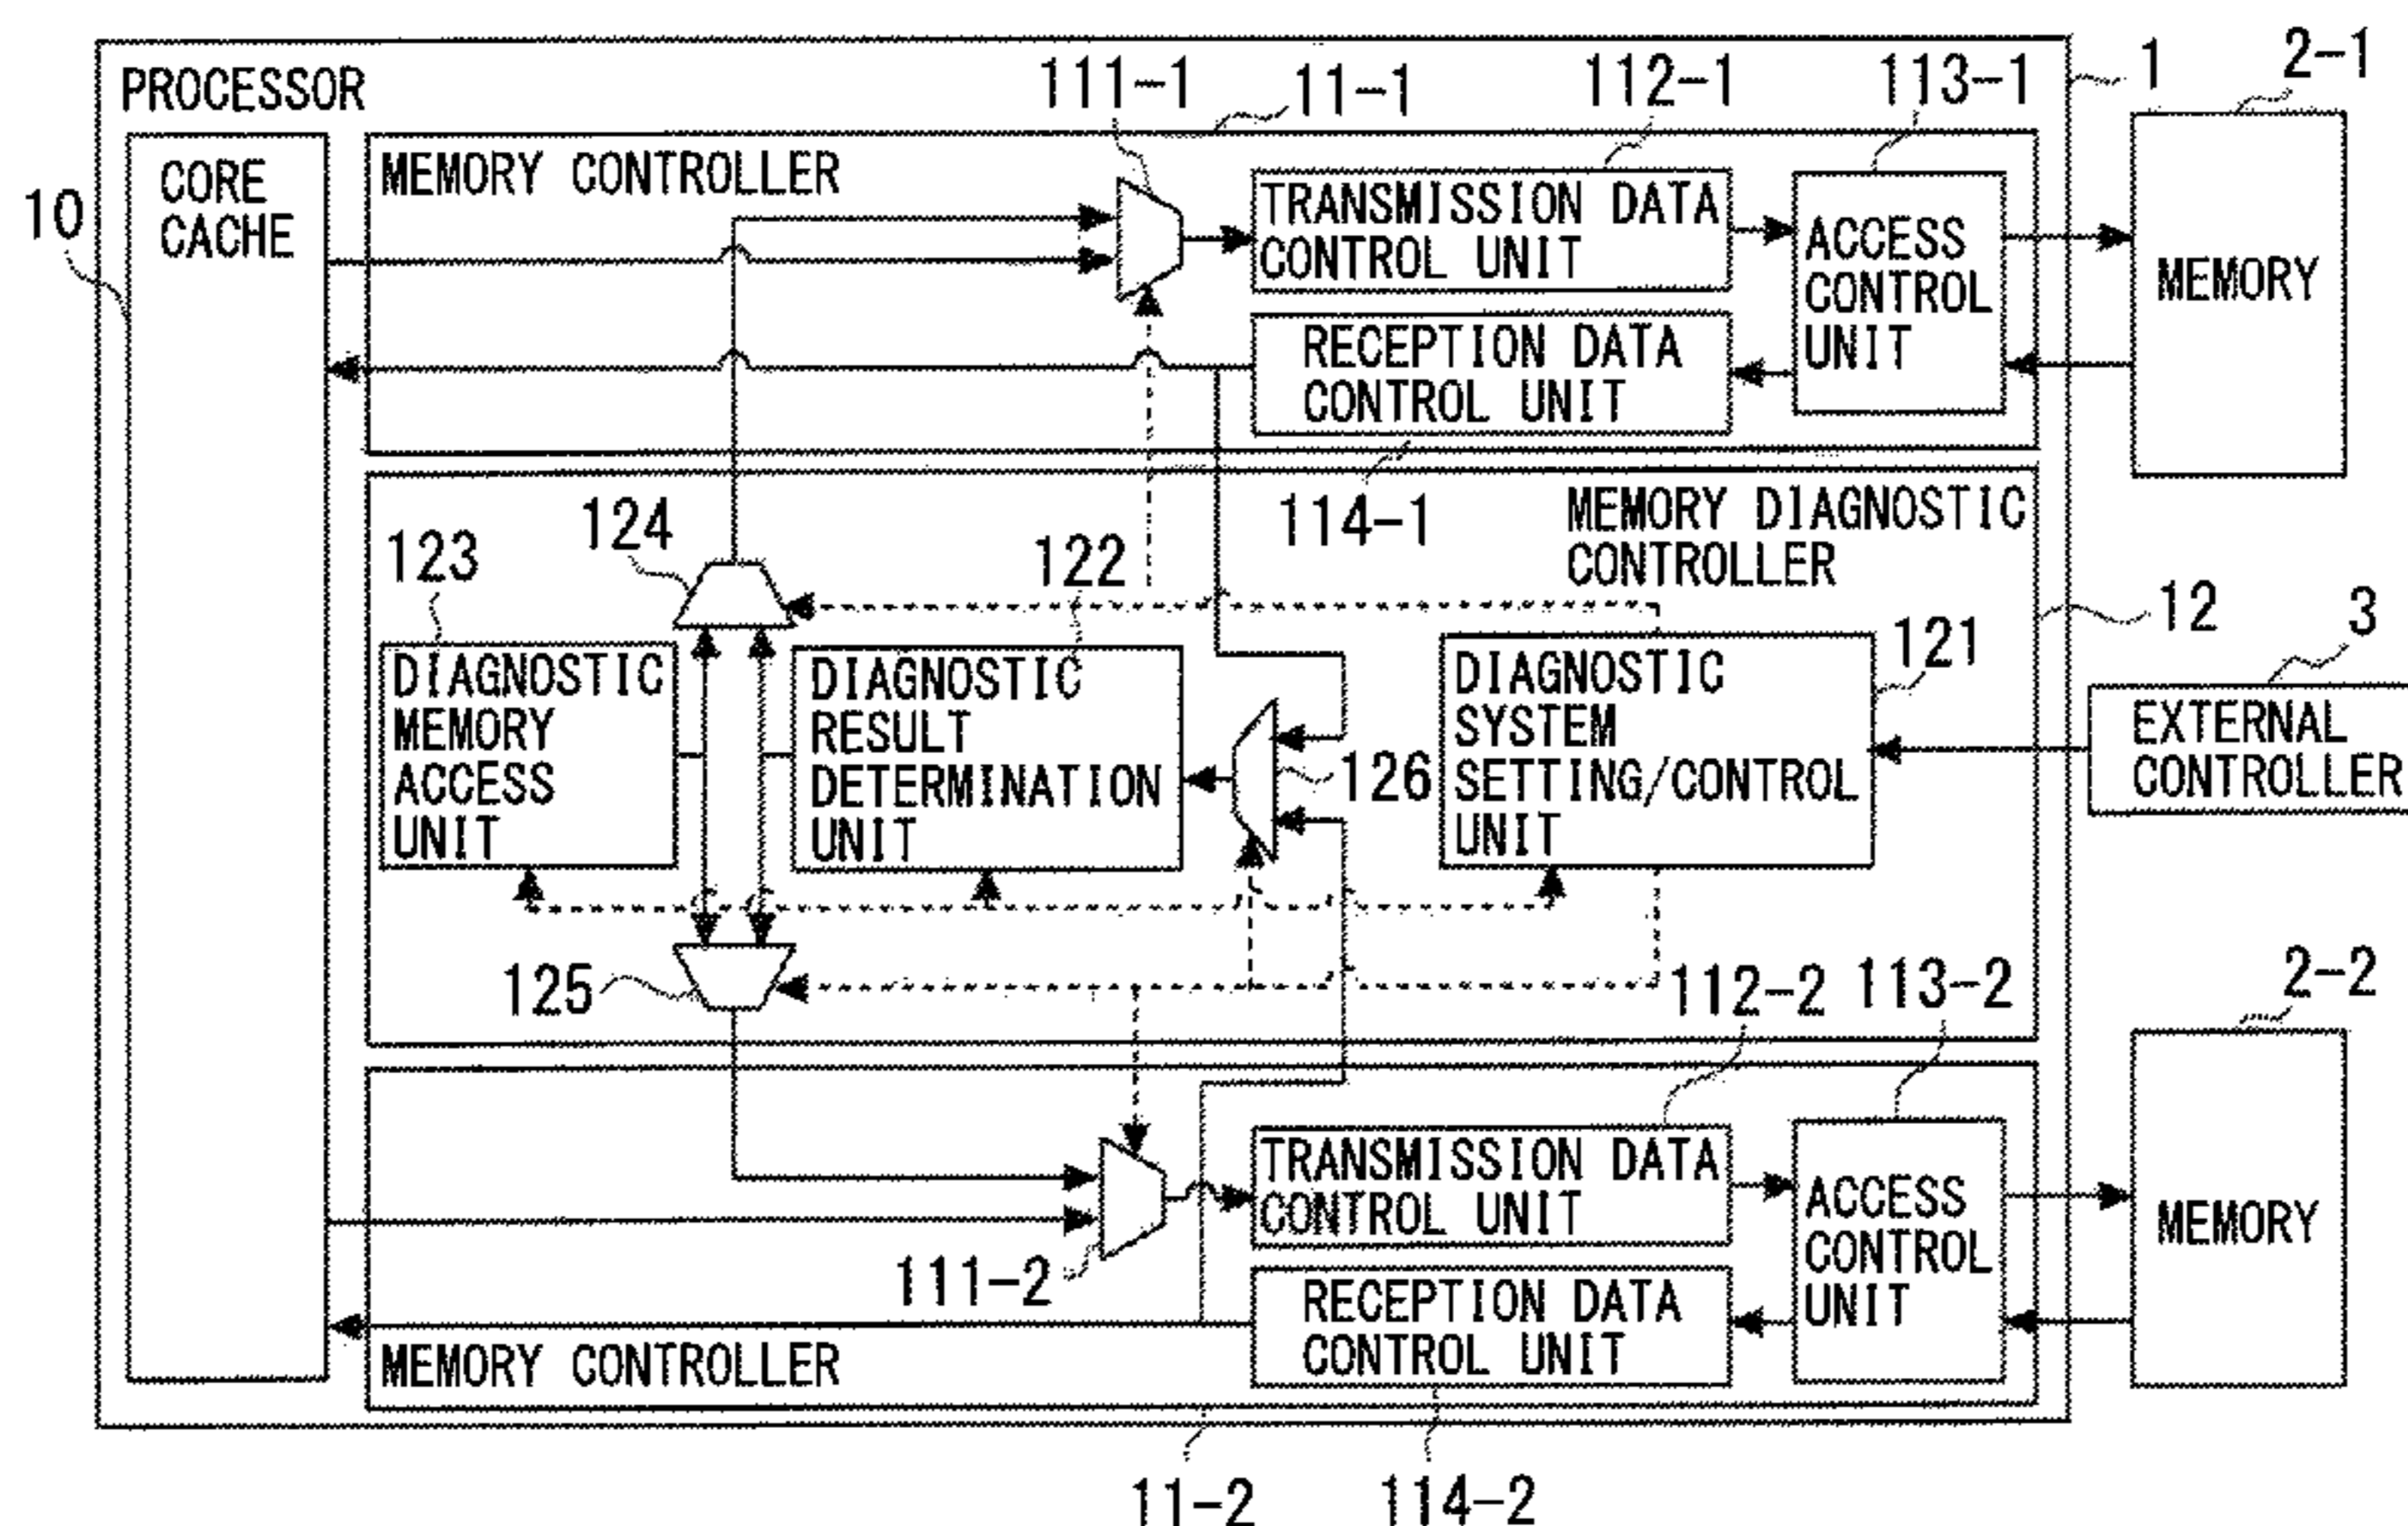 PROCESSOR
111-1
11-1
112-1
113-1
1
2-1
10
CORE
CACHE
MEMORY CONTROLLER
TRANSMISSION DATA
CONTROL UNIT
ACCESS
CONTROL
UNIT
MEMORY
RECEPTION DATA
CONTROL UNIT
114-1
MEMORY DIAGNOSTIC
CONTROLLER
123
124
122
12
3
121
DIAGNOSTIC
MEMORY
ACCESS
UNIT
DIAGNOSTIC
RESULT
DETERMINATION
UNIT
126
DIAGNOSTIC
SYSTEM
SETTING/CONTROL
UNIT
EXTERNAL
CONTROLLER
125
112-2
113-2
2-2
TRANSMISSION DATA
CONTROL UNIT
ACCESS
CONTROL
UNIT
MEMORY
111-2
RECEPTION DATA
CONTROL UNIT
MEMORY CONTROLLER
11-2
114-2